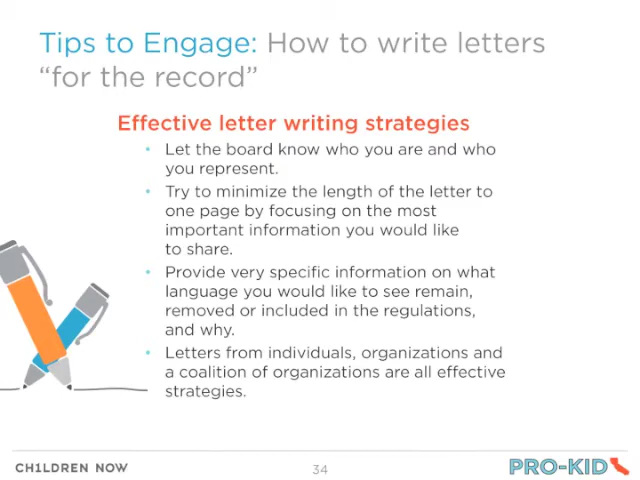 Tips to Engage: How to write letters
“for the record”
Effective letter writing strategies
• Let the board know who you are and who
you represent.
• Try to minimize the length of the letter to
one page by focusing on the most
important information you would like
to share.
• Provide very specific information on what
language you would like to see remain,
removed or included in the regulations,
and why.
• Letters from individuals, organizations and
a coalition of organizations are all effective
strategies.
CH1LDREN NOW
34
PRO-KID